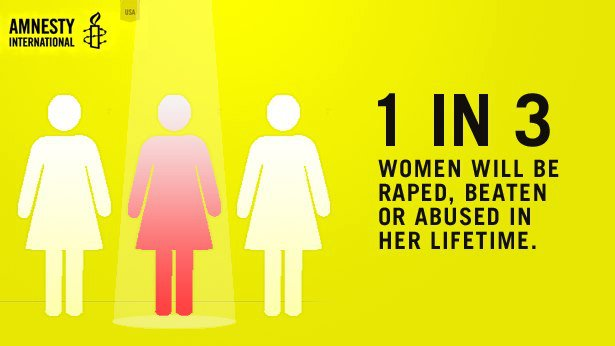 AMNESTY
INTERNATIONAL
USA
1 IN 3
WOMEN WILL BE
RAPED, BEATEN
OR ABUSED IN
HER LIFETIME.